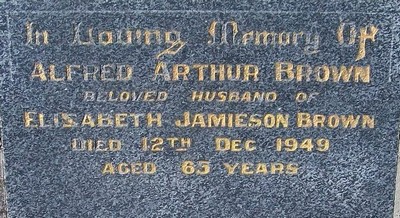 In Loving Memory Of
ALFRED ARTHUR BROWN
BELOVED HUSBAND OF
ELISABETH JAMIESON BROWN
DIED 12TH DEC 1949
AGED 63 YEARS